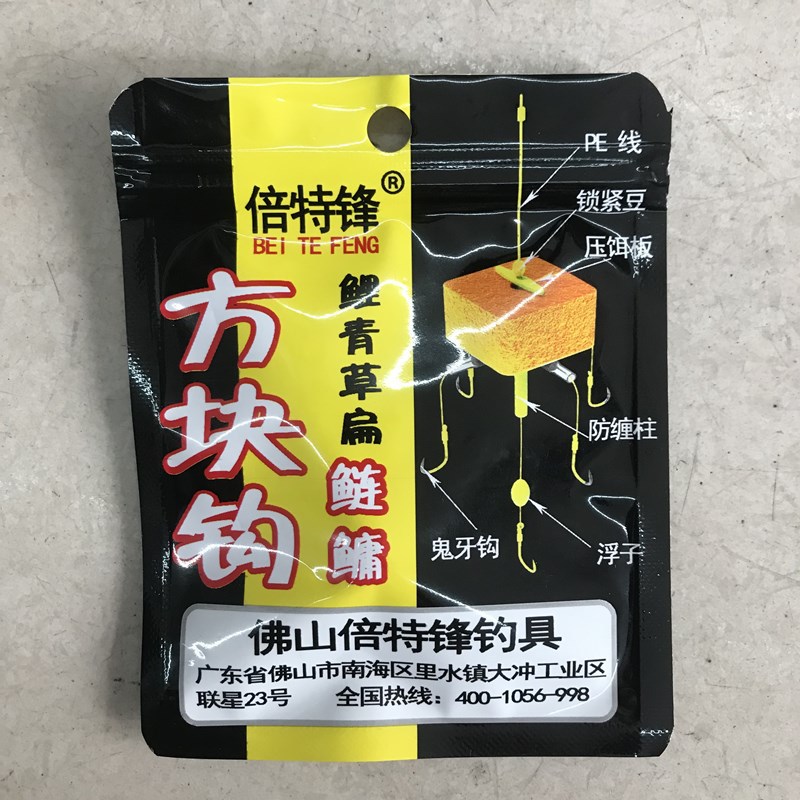 倍特锋®
BEI TE FENG
方块钩
鲤青草扁
鲢鳙
PE 线
锁紧豆
压饵板
防缠柱
鬼牙钩
浮子
佛山倍特锋钓具
广东省佛山市南海区里水镇大冲工业区
联星23号 全国热线：400-1056-998